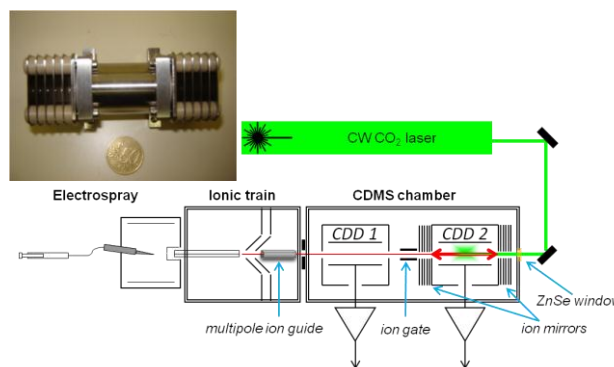 CW CO₂ laser
Electrospray
Ionic train
CDMS chamber
CDD 1
CDD 2
multipole ion guide
ion gate
ZnSe window
ion mirrors